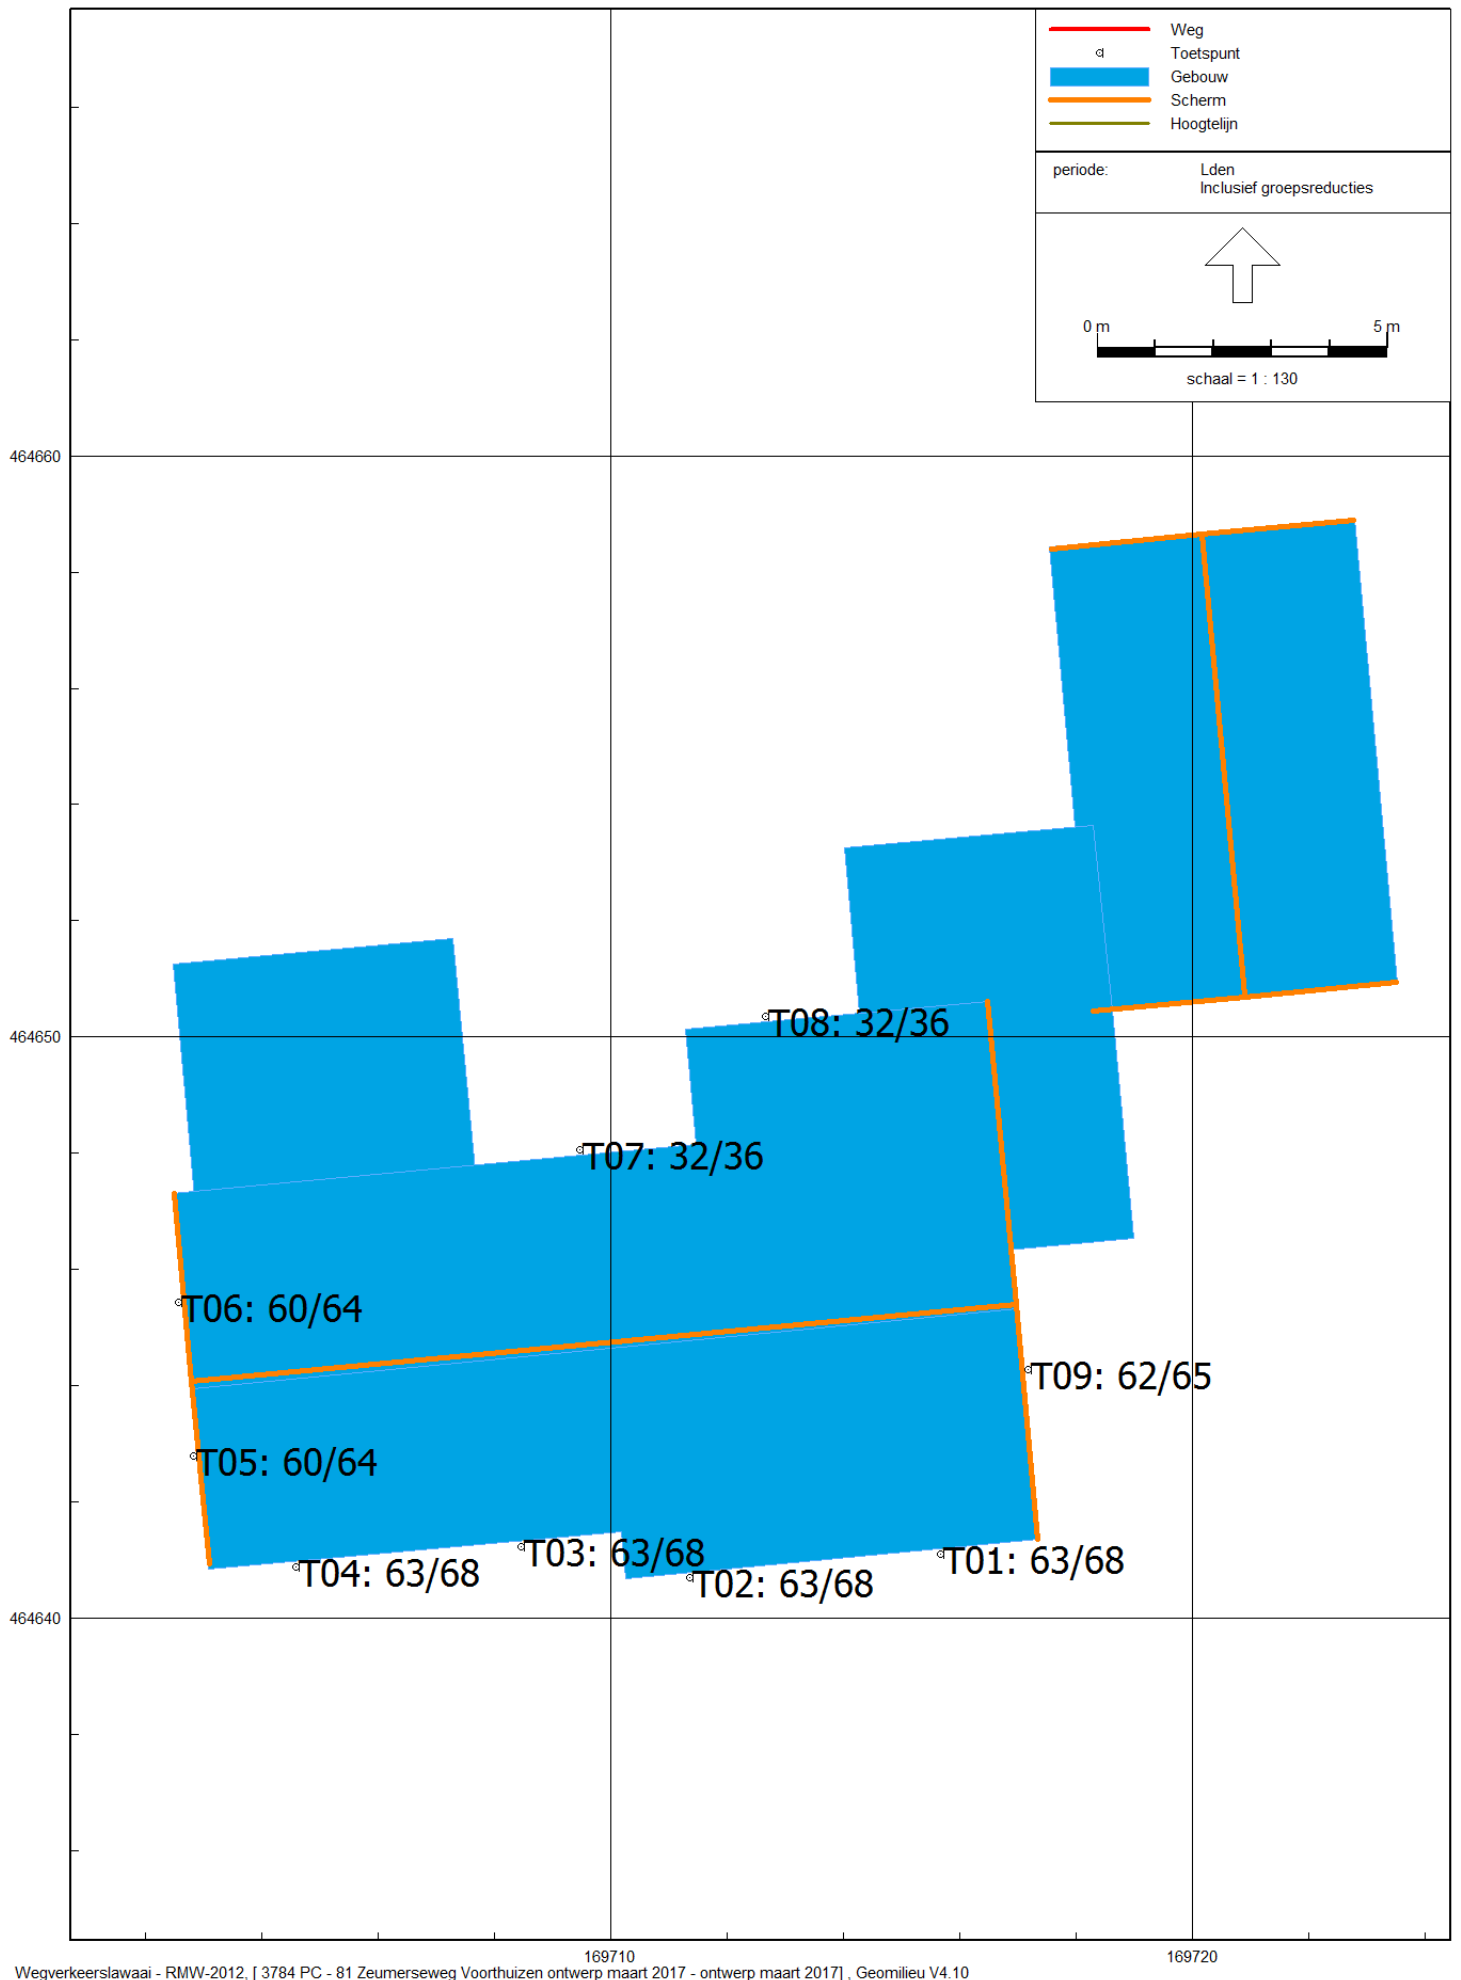 Weg
Toetspunt
Gebouw
Scherm
Hoogtelijn
periode: Lden
Inclusief groepsreducties
0 m 5 m
schaal = 1 : 130
464660
T08: 32/36
464650
T07: 32/36
T06: 60/64
T09: 62/65
T05: 60/64
T03: 63/68
T01: 63/68
T04: 63/68
T02: 63/68
464640
169710 169720
Wegverkeerslawaai - RMW-2012, [ 3784 PC - 81 Zeumerseweg Voorthuizen ontwerp maart 2017 - ontwerp maart 2017] , Geomilieu V4.10